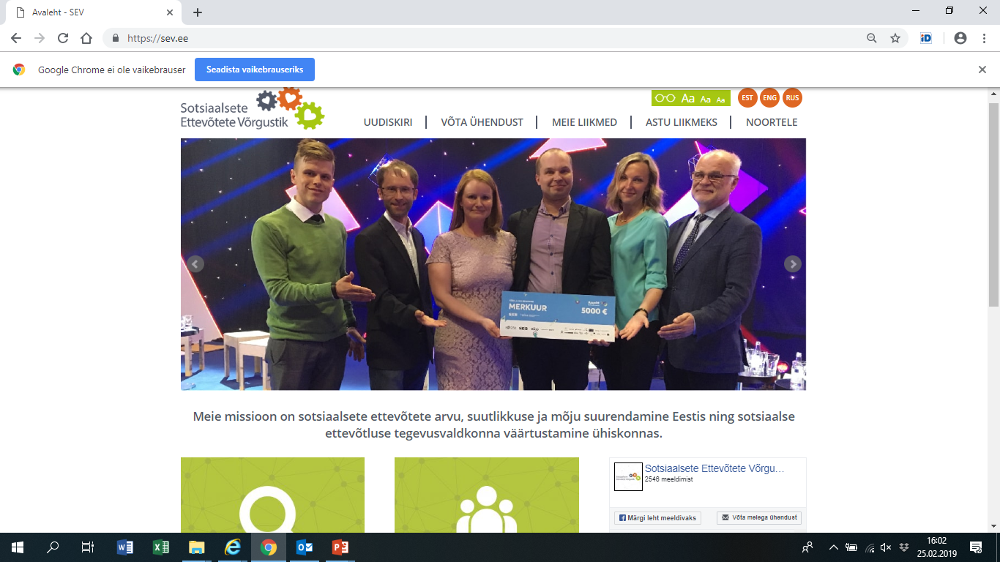 Avaleht - SEV
https://sev.ee
Google Chrome ei ole vaikebrauser
Seadista vaikebrauseriks
Sotsiaalsete
Ettevõtete Võrgustik
Aa Aa Aa
EST ENG RUS
UUDISKIRI
VÕTA ÜHENDUST
MEIE LIIKMED
ASTU LIIKMEKS
NOORTELE
MERKUUR
5000 €
SEB
Meie missioon on sotsiaalsete ettevõtete arvu, suutlikkuse ja mõju suurendamine Eestis ning sotsiaalse
ettevõtluse tegevusvaldkonna väärtustamine ühiskonnas.
Sotsiaalsete Ettevõtete Võrgu…
2546 meeldimist
Märgi leht meeldivaks
Võta meiega ühendust
16:02
25.02.2019